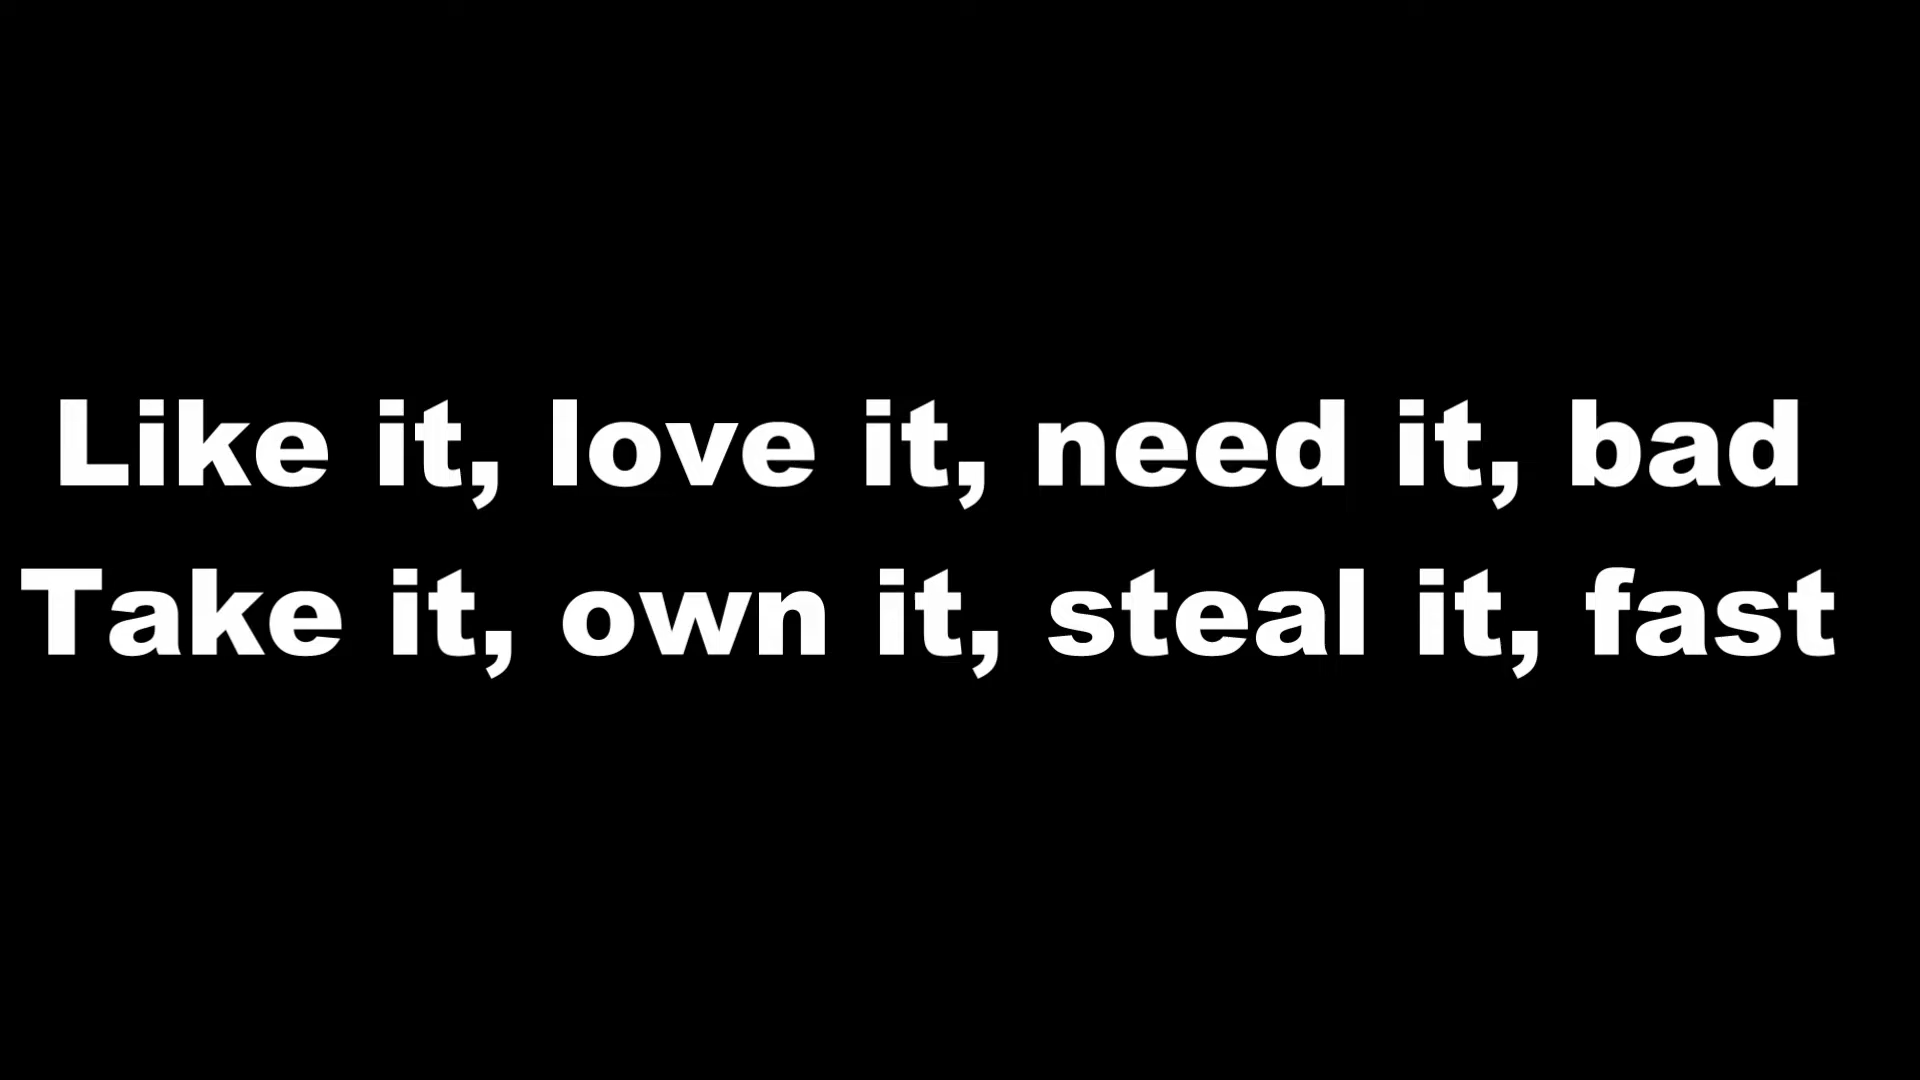 Like it, love it, need it, bad
Take it, own it, steal it, fast